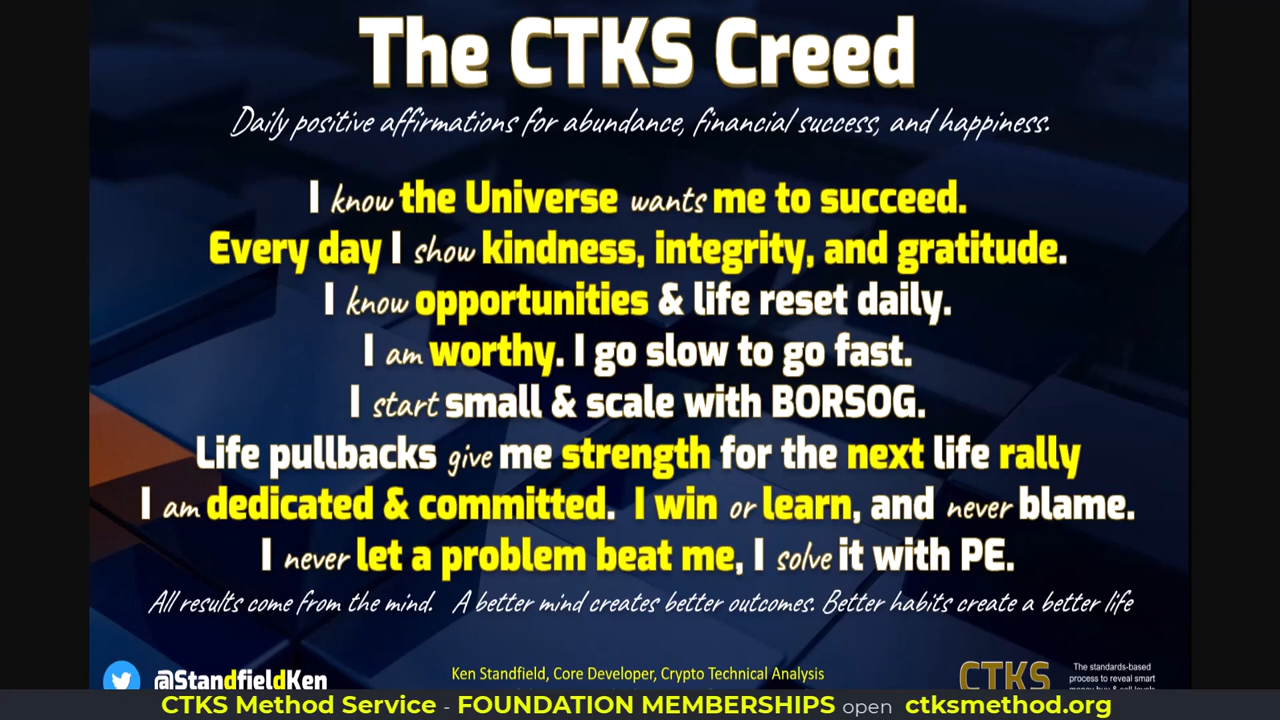 The CTKS Creed
Daily positive affirmations for abundance, financial success, and happiness.
I know the Universe wants me to succeed.
Every day I show kindness, integrity, and gratitude.
I know opportunities & life reset daily.
I am worthy. I go slow to go fast.
I start small & scale with BORSOG.
Life pullbacks give me strength for the next life rally
I am dedicated & committed. I win or learn, and never blame.
I never let a problem beat me, I solve it with PE.
All results come from the mind. A better mind creates better outcomes. Better habits create a better life
@StandfieldKen
Ken Standfield, Core Developer, Crypto Technical Analysis
CTKS
The standards-based
process to reveal smart
CTKS Method Service - FOUNDATION MEMBERSHIPS open ctksmethod.org